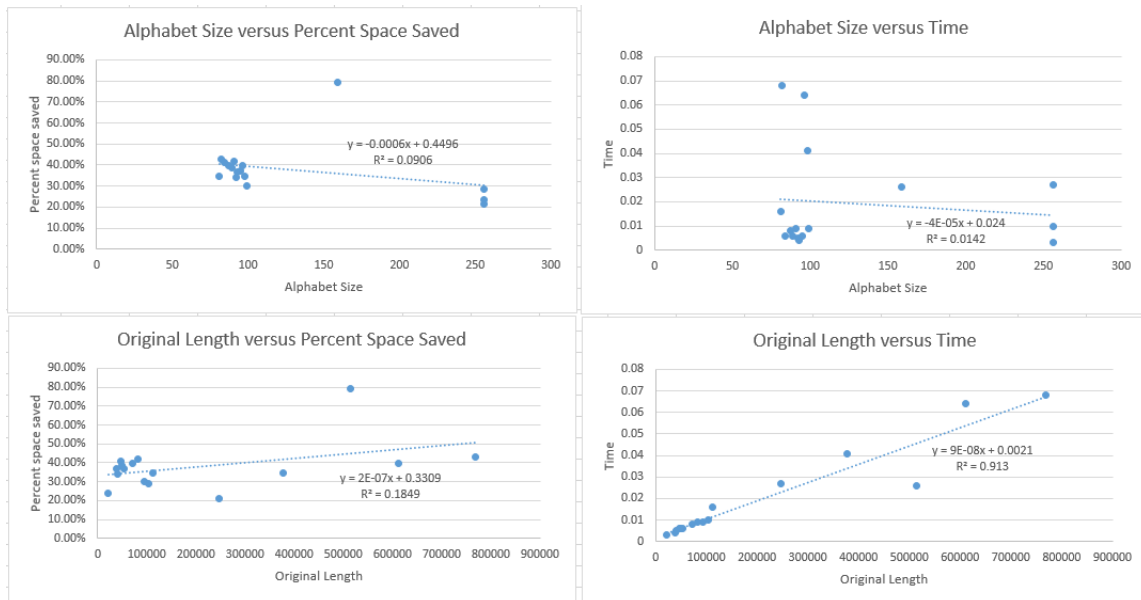 Alphabet Size versus Percent Space Saved
90.00%
80.00%
70.00%
60.00%
50.00%
40.00%
30.00%
20.00%
10.00%
0.00%
Percent space saved
y = -0.0006x + 0.4496
R² = 0.0906
0 50 100 150 200 250 300
Alphabet Size
Alphabet Size versus Time
0.08
0.07
0.06
0.05
0.04
0.03
0.02
0.01
0
Time
y = -4E-05x + 0.024
R² = 0.0142
0 50 100 150 200 250 300
Alphabet Size
Original Length versus Percent Space Saved
90.00%
80.00%
70.00%
60.00%
50.00%
40.00%
30.00%
20.00%
10.00%
0.00%
Percent space saved
y = 2E-07x + 0.3309
R² = 0.1849
0 100000 200000 300000 400000 500000 600000 700000 800000 900000
Original Length
Original Length versus Time
0.08
0.07
0.06
0.05
0.04
0.03
0.02
0.01
0
Time
y = 9E-08x + 0.0021
R² = 0.913
0 100000 200000 300000 400000 500000 600000 700000 800000 900000
Original Length